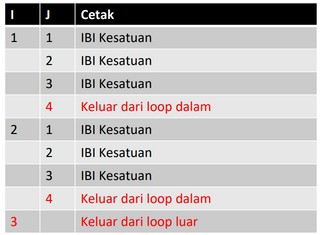 I J Cetak
1 1 IBI Kesatuan
2 IBI Kesatuan
3 IBI Kesatuan
4 Keluar dari loop dalam
2 1 IBI Kesatuan
2 IBI Kesatuan
3 IBI Kesatuan
4 Keluar dari loop dalam
3 Keluar dari loop luar